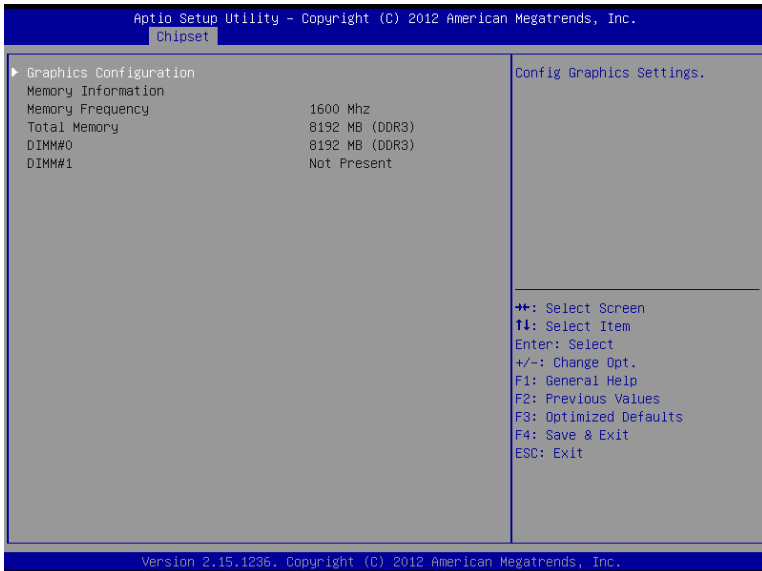 Aptio Setup Utility – Copyright (C) 2012 American Megatrends, Inc.
Chipset
▶ Graphics Configuration
Memory Information
Memory Frequency 1600 Mhz
Total Memory 8192 MB (DDR3)
DIMM#0 8192 MB (DDR3)
DIMM#1 Not Present
Config Graphics Settings.
→←: Select Screen
↑↓: Select Item
Enter: Select
+/-: Change Opt.
F1: General Help
F2: Previous Values
F3: Optimized Defaults
F4: Save & Exit
ESC: Exit
Version 2.15.1236. Copyright (C) 2012 American Megatrends, Inc.